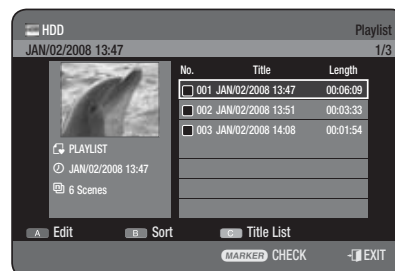 HDD Playlist
JAN/02/2008 13:47 1/3
No. Title Length
001 JAN/02/2008 13:47 00:06:09
002 JAN/02/2008 13:51 00:03:33
003 JAN/02/2008 14:08 00:01:54
PLAYLIST
JAN/02/2008 13:47
6 Scenes
A Edit B Sort C Title List
MARKER CHECK EXIT